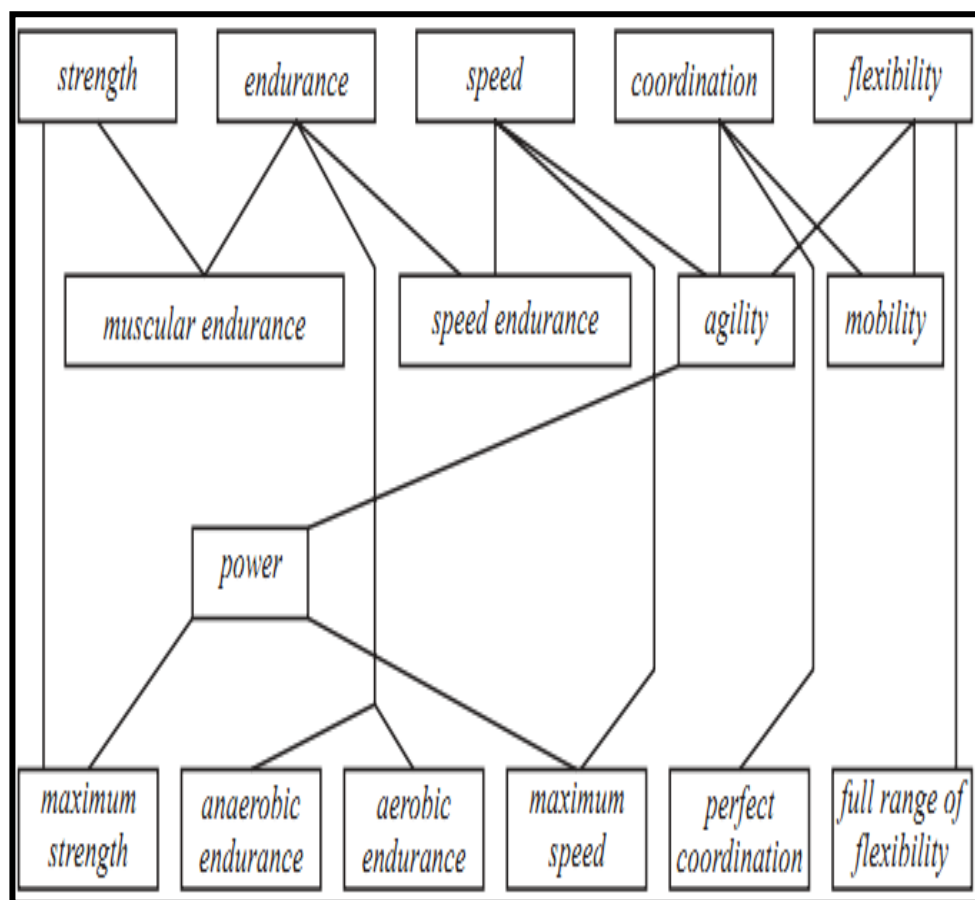 strength
endurance
speed
coordination
flexibility
muscular endurance
speed endurance
agility
mobility
power
maximum
strength
anaerobic
endurance
aerobic
endurance
maximum
speed
perfect
coordination
full range of
flexibility